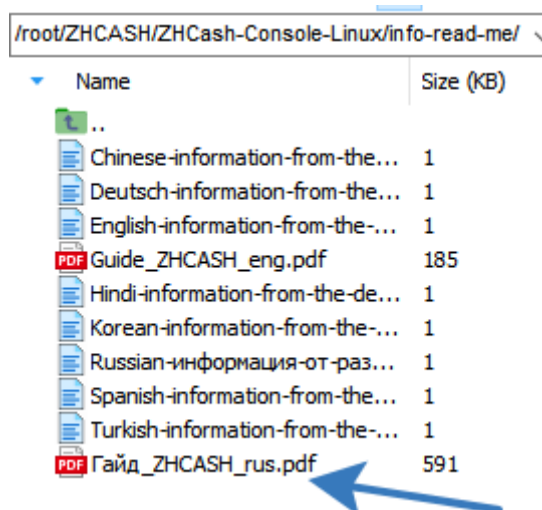 /root/ZHCASH/ZHCash-Console-Linux/info-read-me/
Name Size (KB)
..
Chinese-information-from-the... 1
Deutsch-information-from-the... 1
English-information-from-the-... 1
PDF Guide_ZHCASH_eng.pdf 185
Hindi-information-from-the-de... 1
Korean-information-from-the-... 1
Russian-информация-от-раз... 1
Spanish-information-from-the... 1
Turkish-information-from-the-... 1
PDF Гайд_ZHCASH_rus.pdf 591